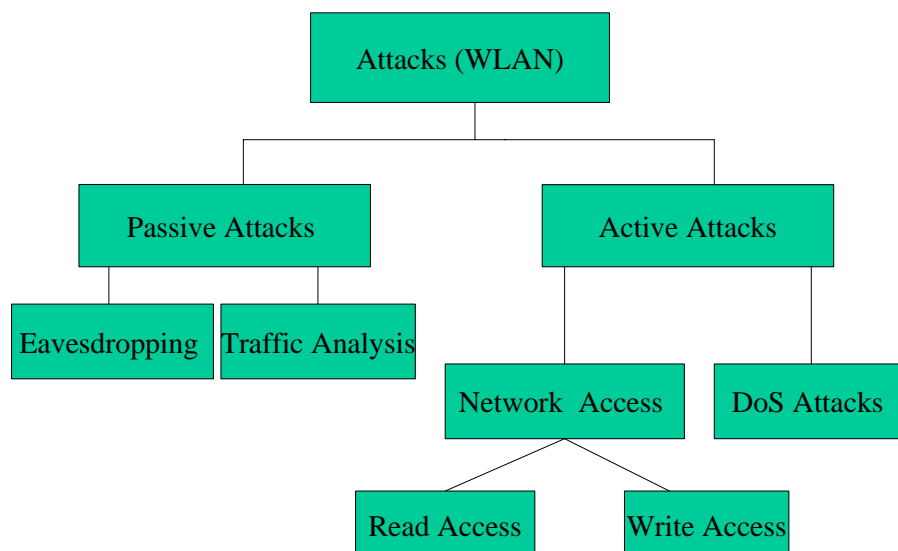 Attacks (WLAN)
Passive Attacks
Active Attacks
Eavesdropping
Traffic Analysis
Network Access
DoS Attacks
Read Access
Write Access